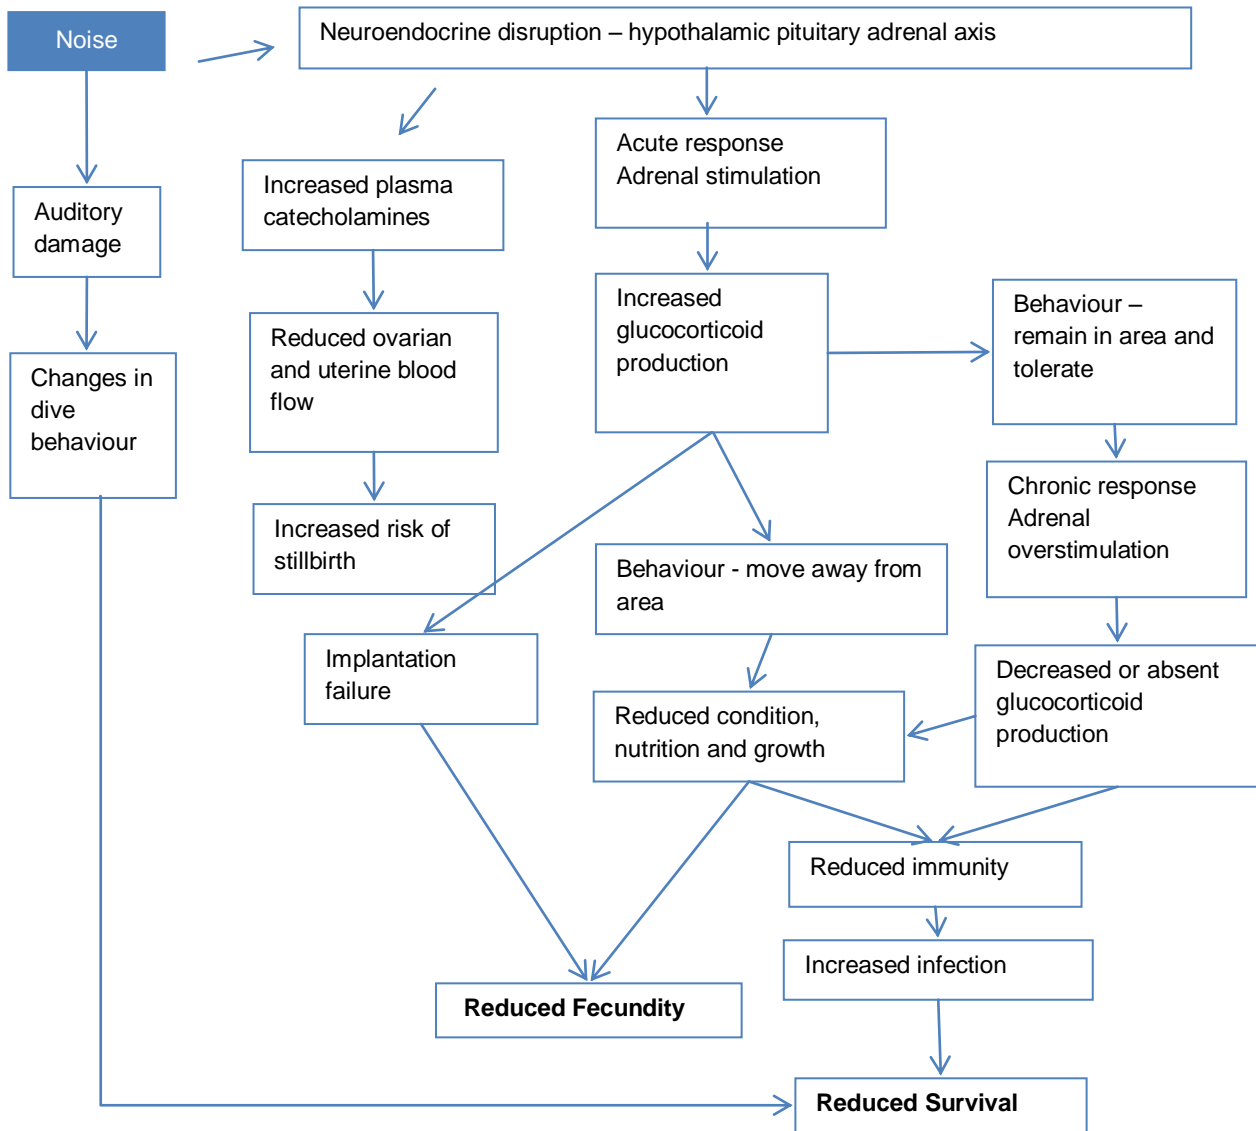 Noise
Neuroendocrine disruption – hypothalamic pituitary adrenal axis
Acute response
Adrenal stimulation
Increased plasma
catecholamines
Auditory
damage
Increased
glucocorticoid
production
Behaviour –
remain in area and
tolerate
Reduced ovarian
and uterine blood
flow
Changes in
dive
behaviour
Chronic response
Adrenal
overstimulation
Increased risk of
stillbirth
Behaviour - move away from
area
Implantation
failure
Decreased or absent
glucocorticoid
production
Reduced condition,
nutrition and growth
Reduced immunity
Increased infection
Reduced Fecundity
Reduced Survival